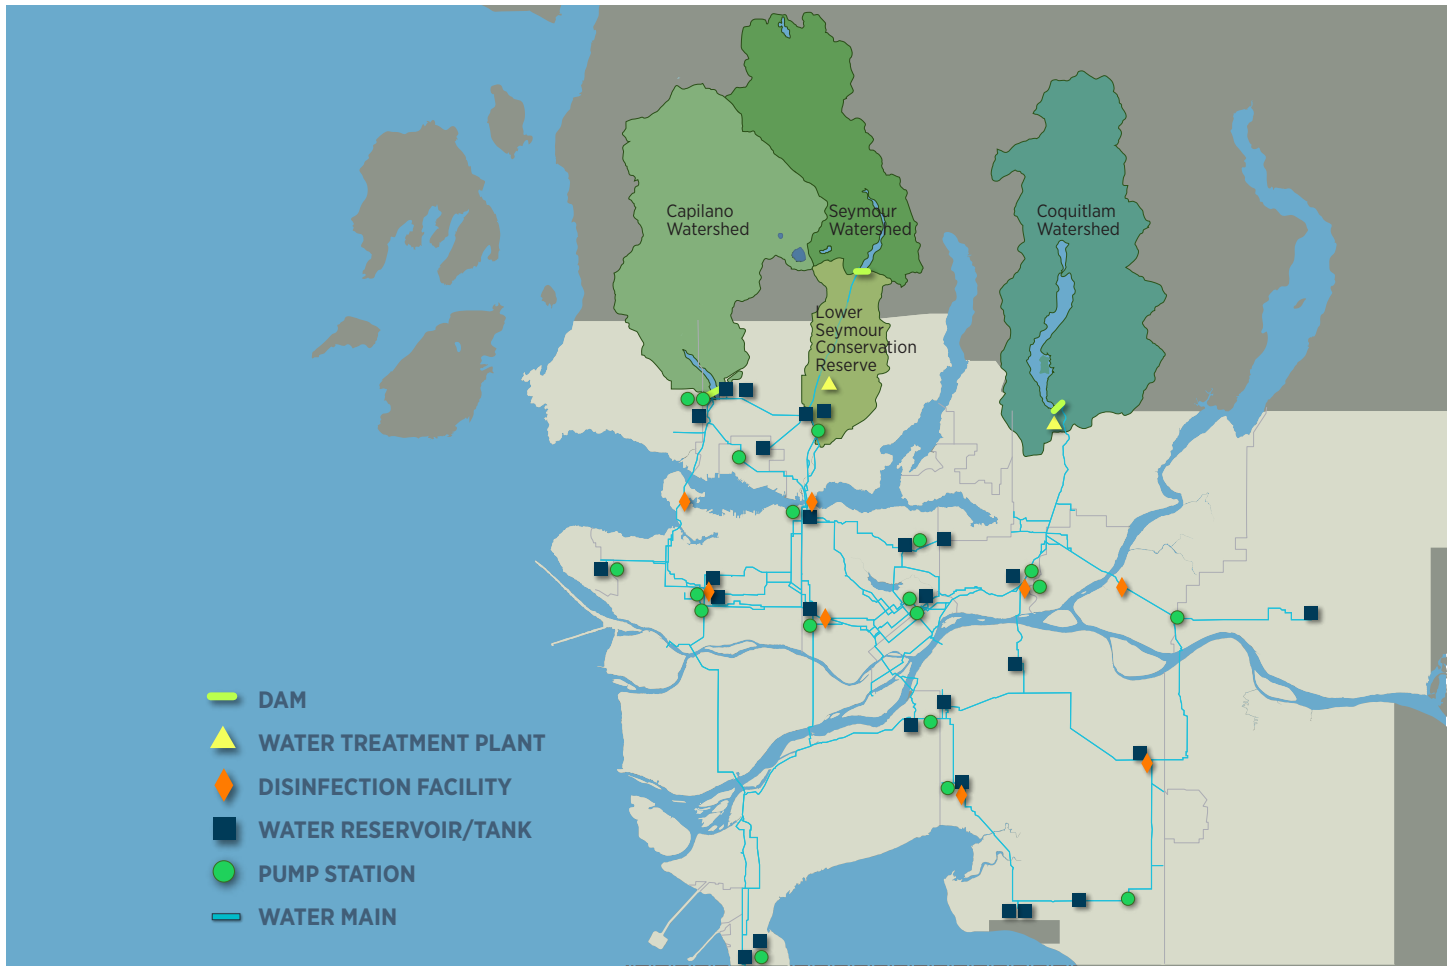 Capilano
Watershed
Seymour
Watershed
Coquitlam
Watershed
Lower
Seymour
Conservation
Reserve
DAM
WATER TREATMENT PLANT
DISINFECTION FACILITY
WATER RESERVOIR/TANK
PUMP STATION
WATER MAIN